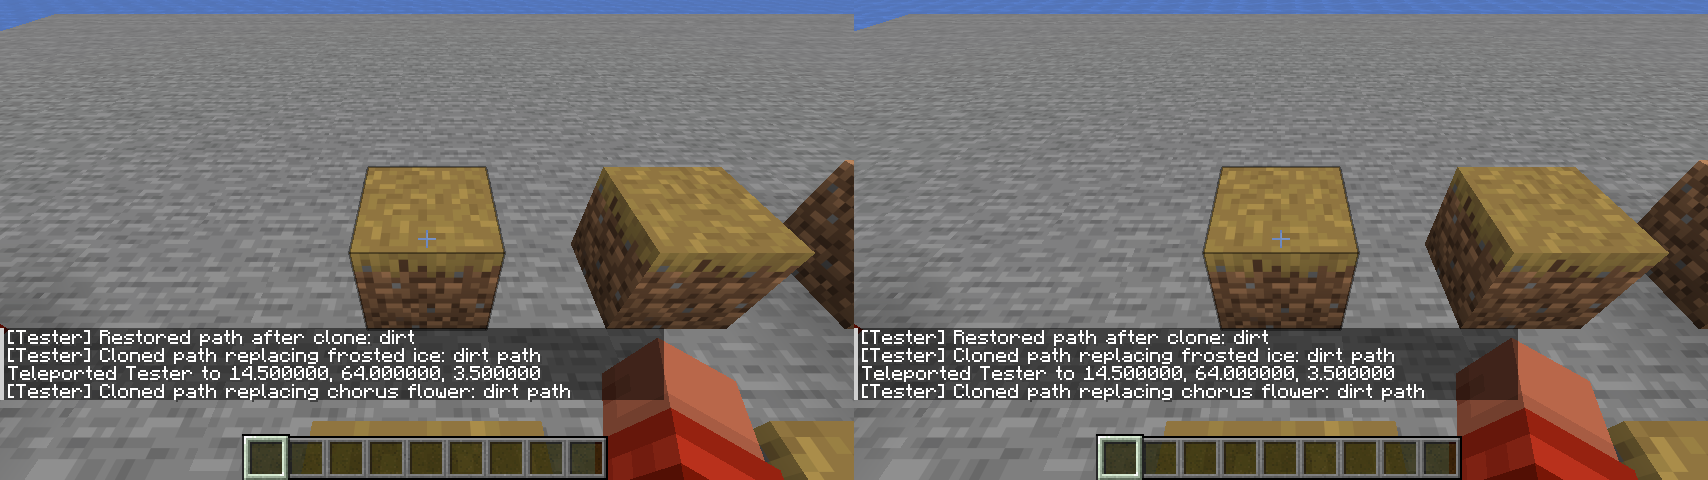 [Tester] Restored path after clone: dirt
[Tester] Cloned path replacing frosted ice: dirt path
Teleported Tester to 14.500000, 64.000000, 3.500000
[Tester] Cloned path replacing chorus flower: dirt path
[Tester] Restored path after clone: dirt
[Tester] Cloned path replacing frosted ice: dirt path
Teleported Tester to 14.500000, 64.000000, 3.500000
[Tester] Cloned path replacing chorus flower: dirt path